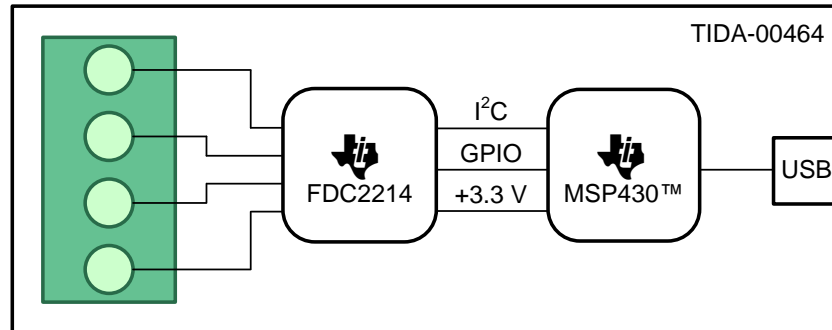 TIDA-00464
I²C
GPIO
+3.3 V
FDC2214
MSP430™
USB